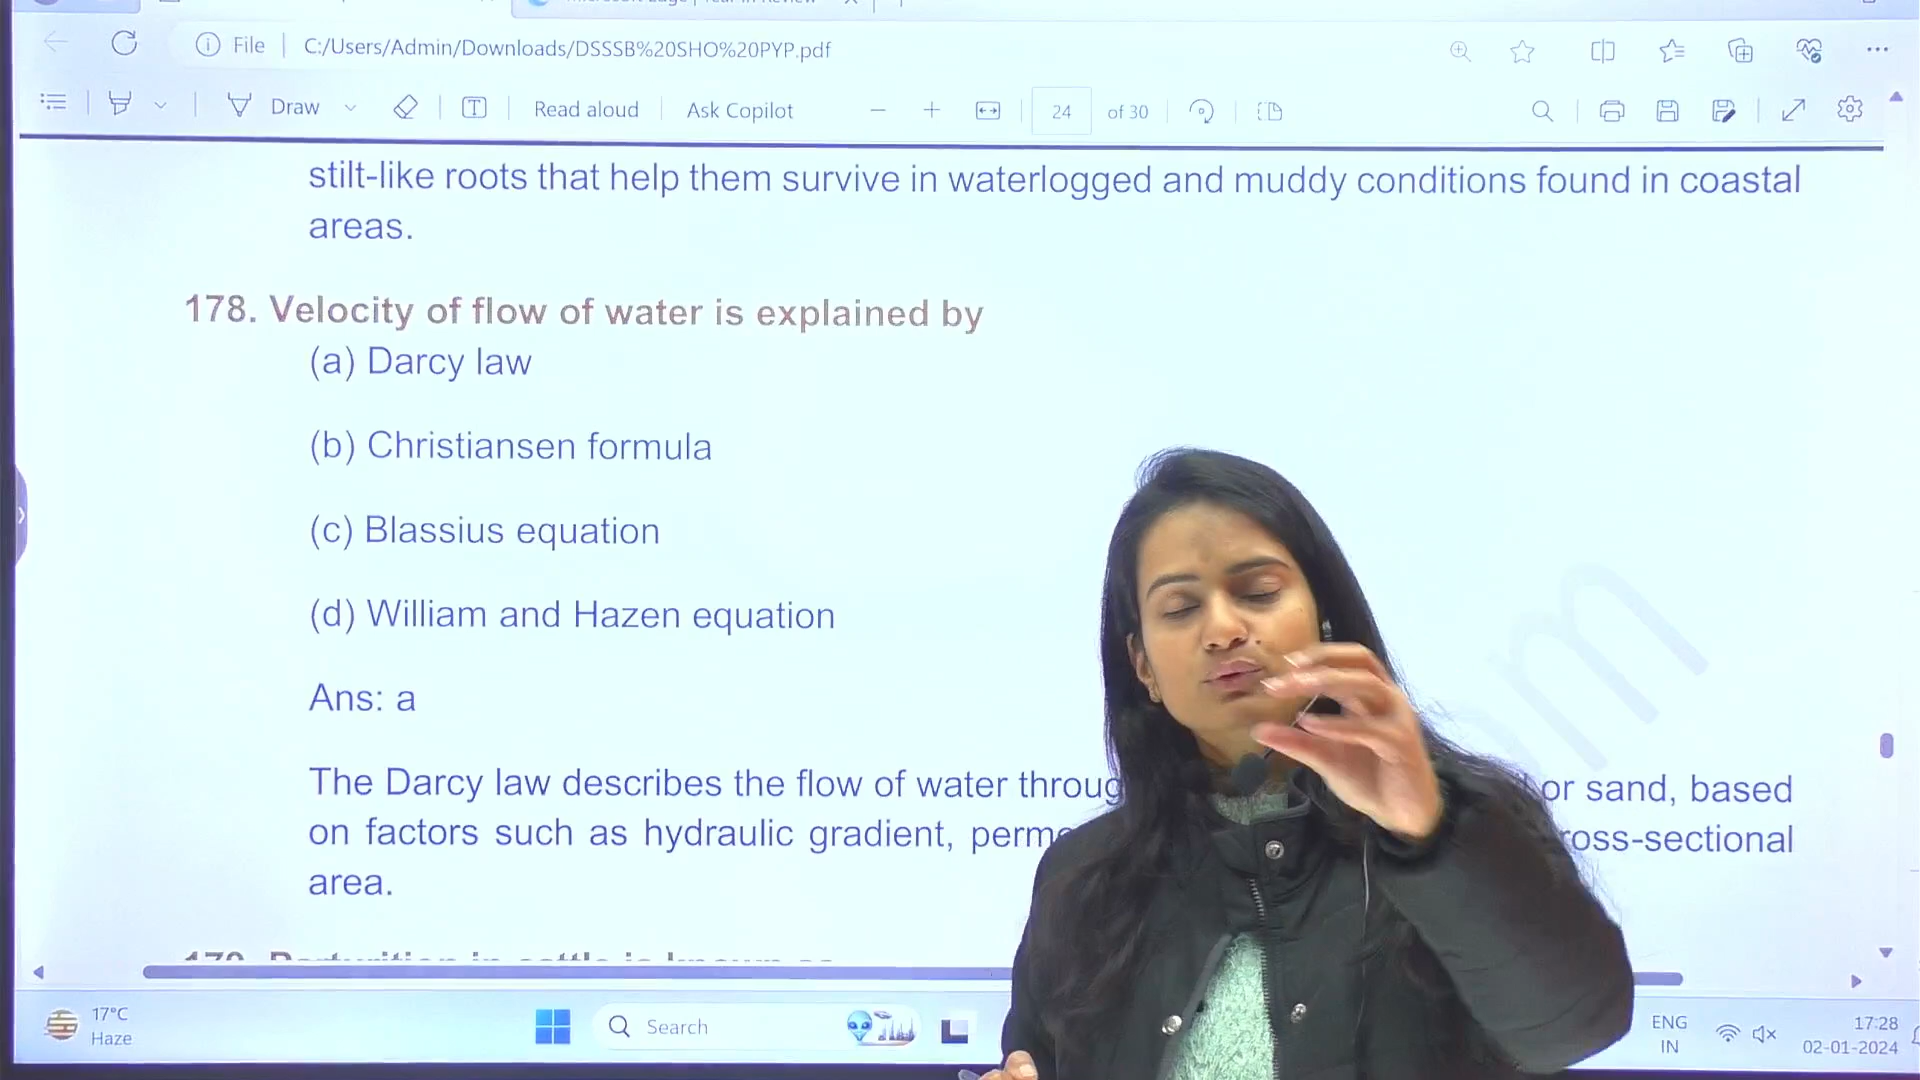 File
C:/Users/Admin/Downloads/DSSSB%20SHO%20PYP.pdf
Draw
Read aloud
Ask Copilot
24
of 30
stilt-like roots that help them survive in waterlogged and muddy conditions found in coastal
areas.
178. Velocity of flow of water is explained by
(a) Darcy law
(b) Christiansen formula
(c) Blassius equation
(d) William and Hazen equation
Ans: a
The Darcy law describes the flow of water or sand, based
on factors such as hydraulic gradient,
area.
17°C
Haze
Search
ENG
IN
17:28
02-01-2024